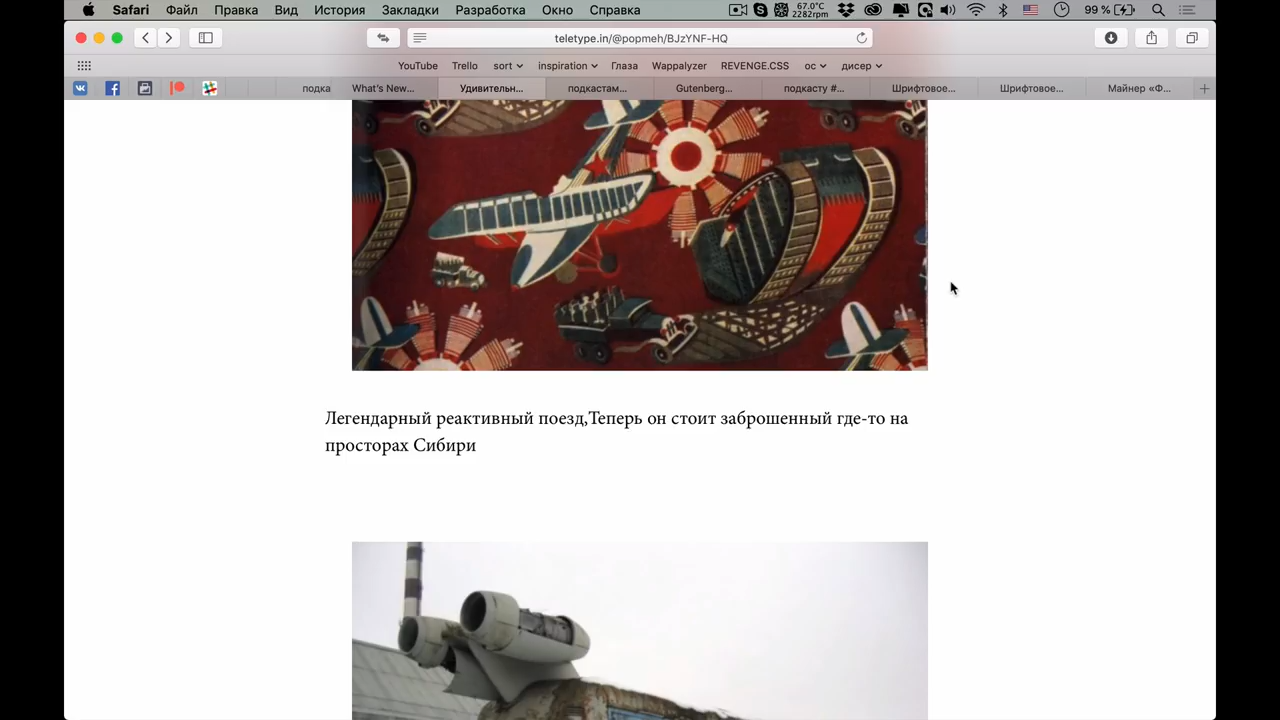 Safari Файл Правка Вид История Закладки Разработка Окно Справка 67.0°C 2282rpm 99 %
teletype.in/@popmeh/BJzYNF-HQ
YouTube Trello sort inspiration Глаза Wappalyzer REVENGE.CSS ос дисер
подка What's New... Удивительн... подкастам... Gutenberg... подкасту #... Шрифтовое... Шрифтовое... Майнер «Ф...
Легендарный реактивный поезд,Теперь он стоит заброшенный где-то на
просторах Сибири